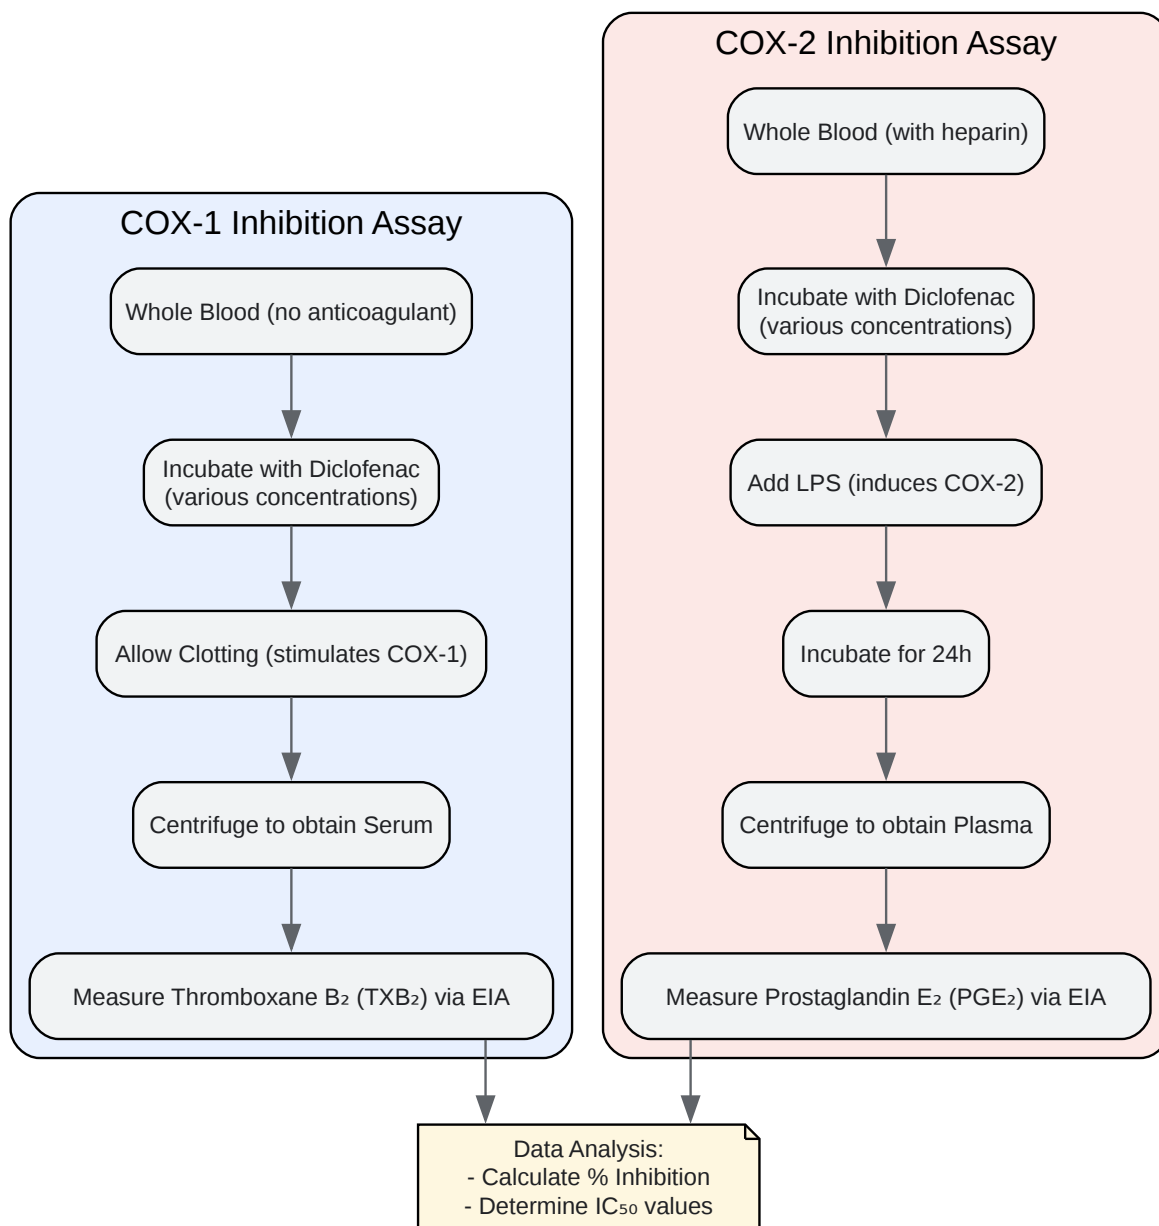 COX-1 Inhibition Assay
Whole Blood (no anticoagulant)
Incubate with Diclofenac
(various concentrations)
Allow Clotting (stimulates COX-1)
Centrifuge to obtain Serum
Measure Thromboxane B₂ (TXB₂) via EIA
COX-2 Inhibition Assay
Whole Blood (with heparin)
Incubate with Diclofenac
(various concentrations)
Add LPS (induces COX-2)
Incubate for 24h
Centrifuge to obtain Plasma
Measure Prostaglandin E₂ (PGE₂) via EIA
Data Analysis:
- Calculate % Inhibition
- Determine IC₅₀ values